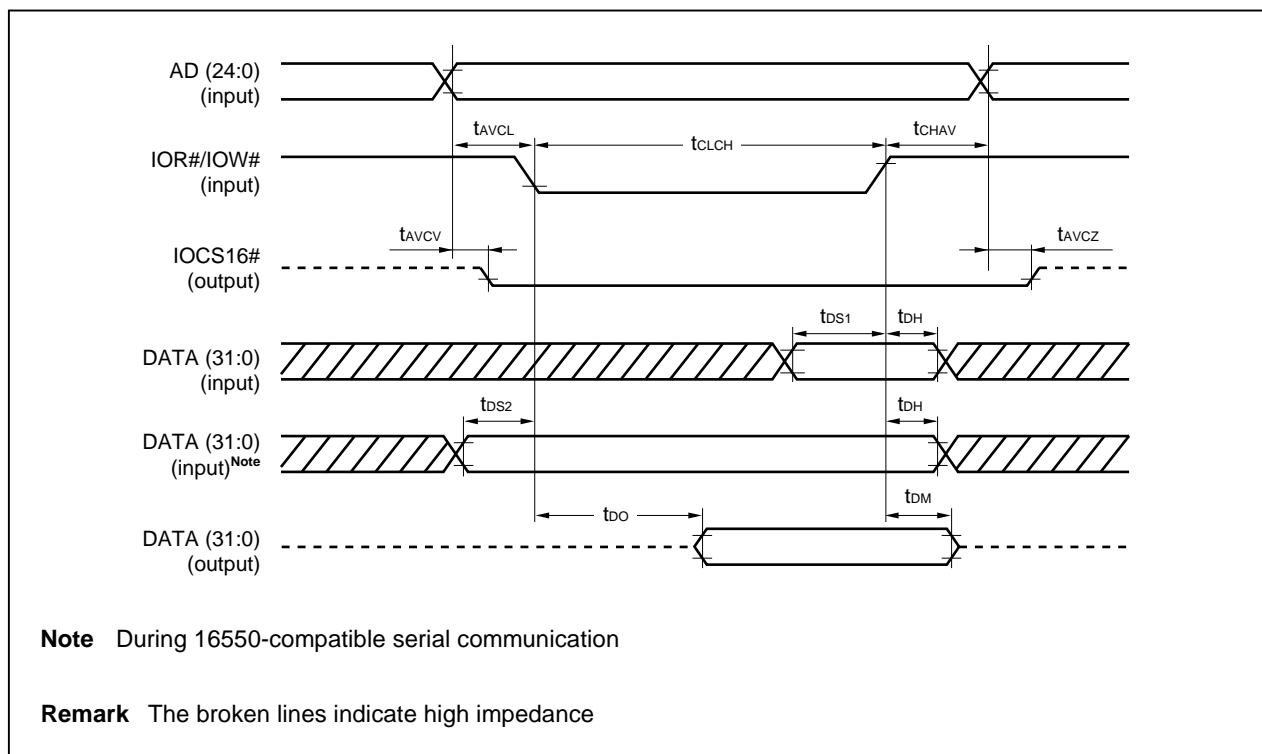 AD (24:0)
(input)
tAVCL
tCLCH
tCHAV
IOR#/IOW#
(input)
tAVCV
tAVCZ
IOCS16#
(output)
tDS1
tDH
DATA (31:0)
(input)
tDS2
tDH
DATA (31:0)
(input)Note
tDO
tDM
DATA (31:0)
(output)
Note During 16550-compatible serial communication
Remark The broken lines indicate high impedance